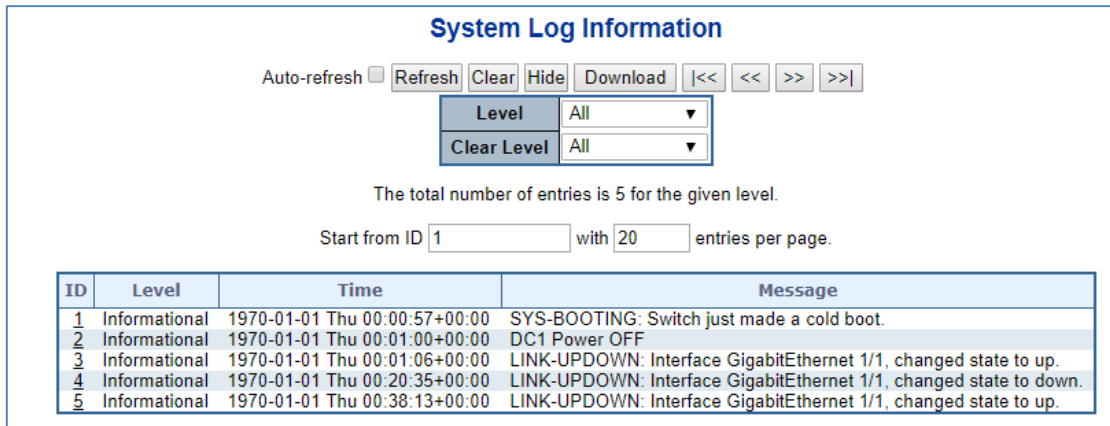 System Log Information
Auto-refresh Refresh Clear Hide Download |<< << >> >>|
Level All
Clear Level All
The total number of entries is 5 for the given level.
Start from ID 1 with 20 entries per page.
ID Level Time Message
1 Informational 1970-01-01 Thu 00:00:57+00:00 SYS-BOOTING: Switch just made a cold boot.
2 Informational 1970-01-01 Thu 00:01:00+00:00 DC1 Power OFF
3 Informational 1970-01-01 Thu 00:01:06+00:00 LINK-UPDOWN: Interface GigabitEthernet 1/1, changed state to up.
4 Informational 1970-01-01 Thu 00:20:35+00:00 LINK-UPDOWN: Interface GigabitEthernet 1/1, changed state to down.
5 Informational 1970-01-01 Thu 00:38:13+00:00 LINK-UPDOWN: Interface GigabitEthernet 1/1, changed state to up.